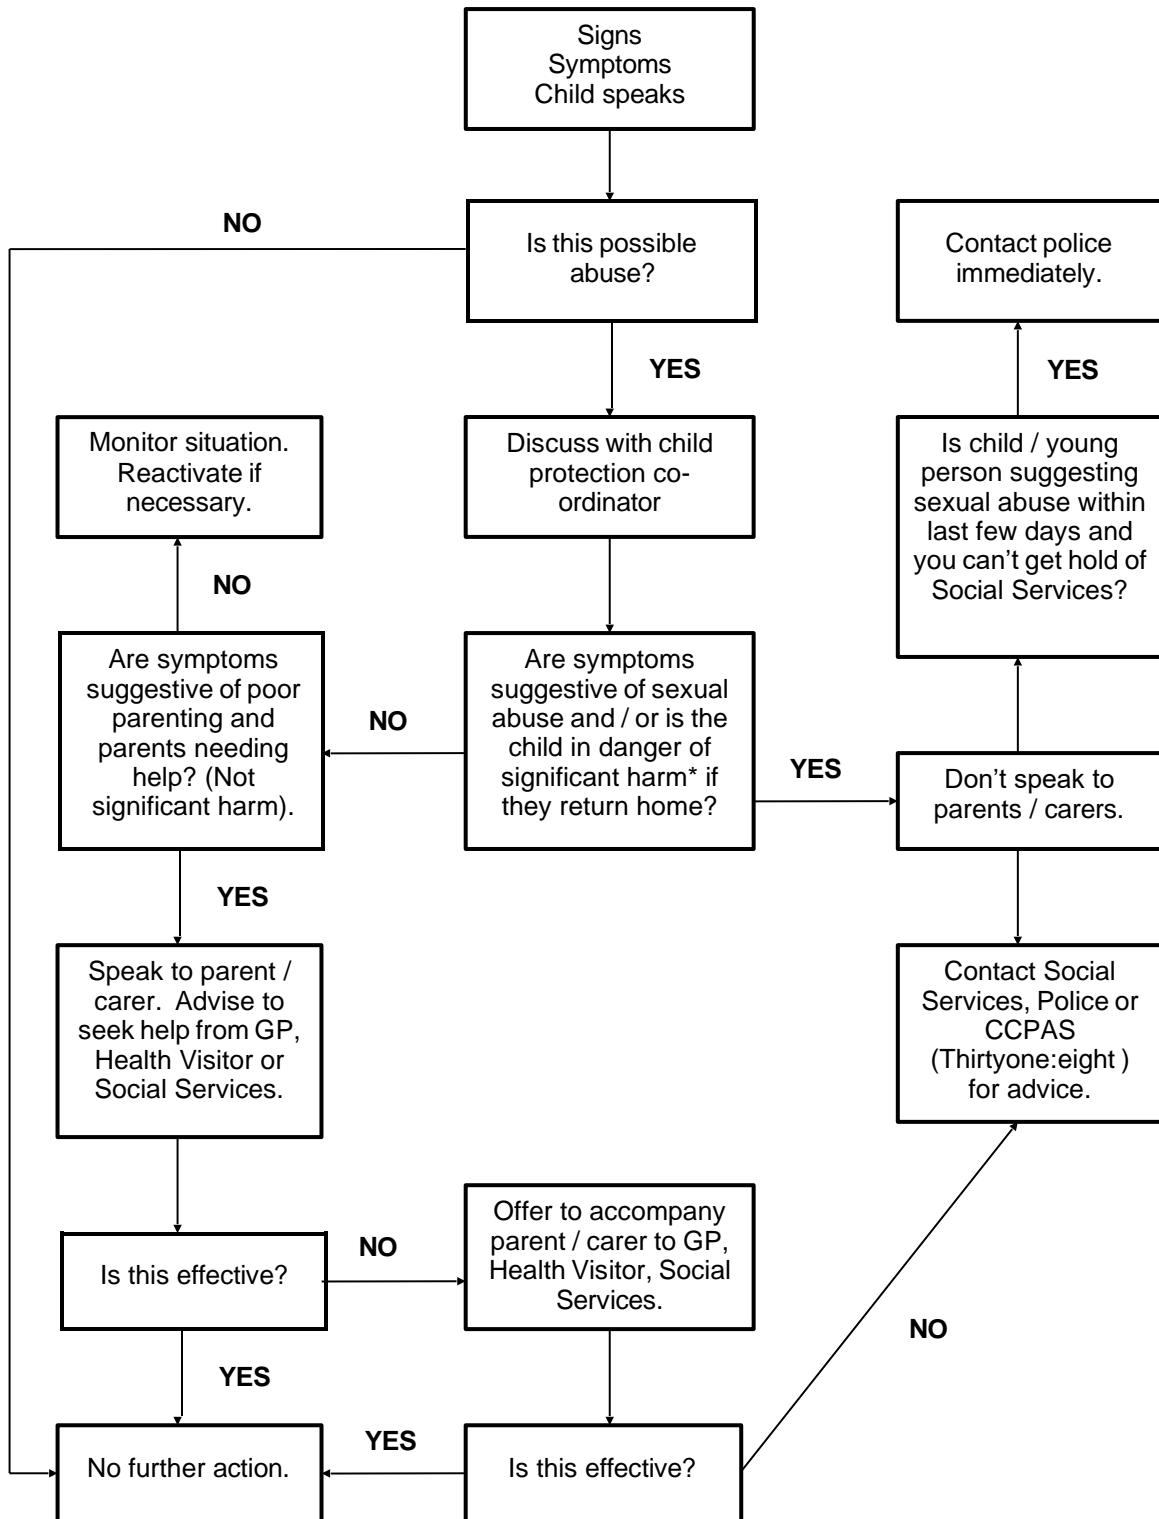 Signs
Symptoms
Child speaks
NO
Is this possible
abuse?
Contact police
immediately.
YES
YES
Monitor situation.
Reactivate if
necessary.
Discuss with child
protection co-
ordinator
Is child / young
person suggesting
sexual abuse within
last few days and
you can’t get hold of
Social Services?
NO
Are symptoms
suggestive of poor
parenting and
parents needing
help? (Not
significant harm).
NO
Are symptoms
suggestive of sexual
abuse and / or is the
child in danger of
significant harm* if
they return home?
YES
Don’t speak to
parents / carers.
YES
Speak to parent /
carer. Advise to
seek help from GP,
Health Visitor or
Social Services.
Contact Social
Services, Police or
CCPAS
(Thirtyone:eight )
for advice.
Is this effective?
NO
Offer to accompany
parent / carer to GP,
Health Visitor, Social
Services.
NO
YES
No further action.
YES
Is this effective?